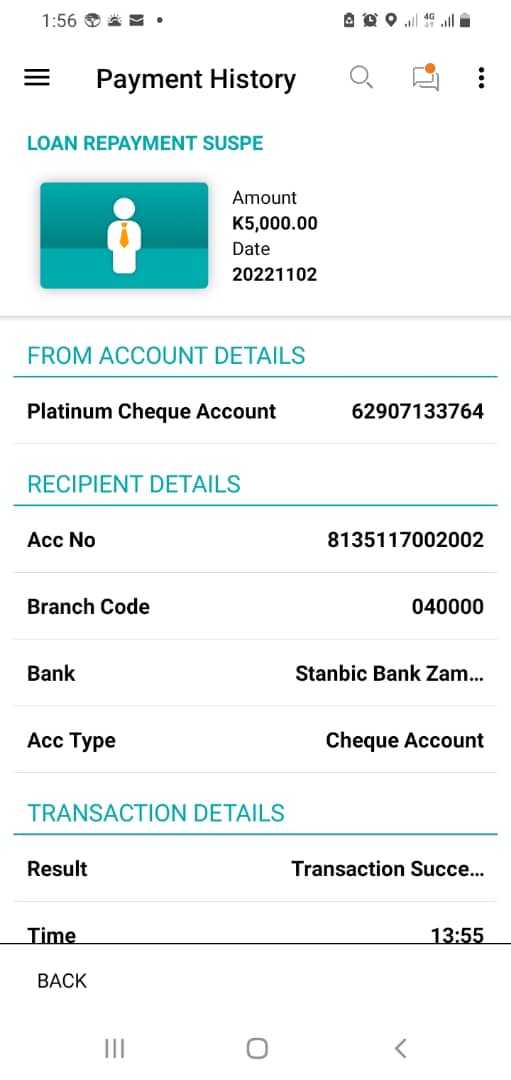 1:56
4G
Payment History
LOAN REPAYMENT SUSPE
Amount
K5,000.00
Date
20221102
FROM ACCOUNT DETAILS
Platinum Cheque Account 62907133764
RECIPIENT DETAILS
Acc No 8135117002002
Branch Code 040000
Bank Stanbic Bank Zam...
Acc Type Cheque Account
TRANSACTION DETAILS
Result Transaction Succe...
Time 13:55
BACK